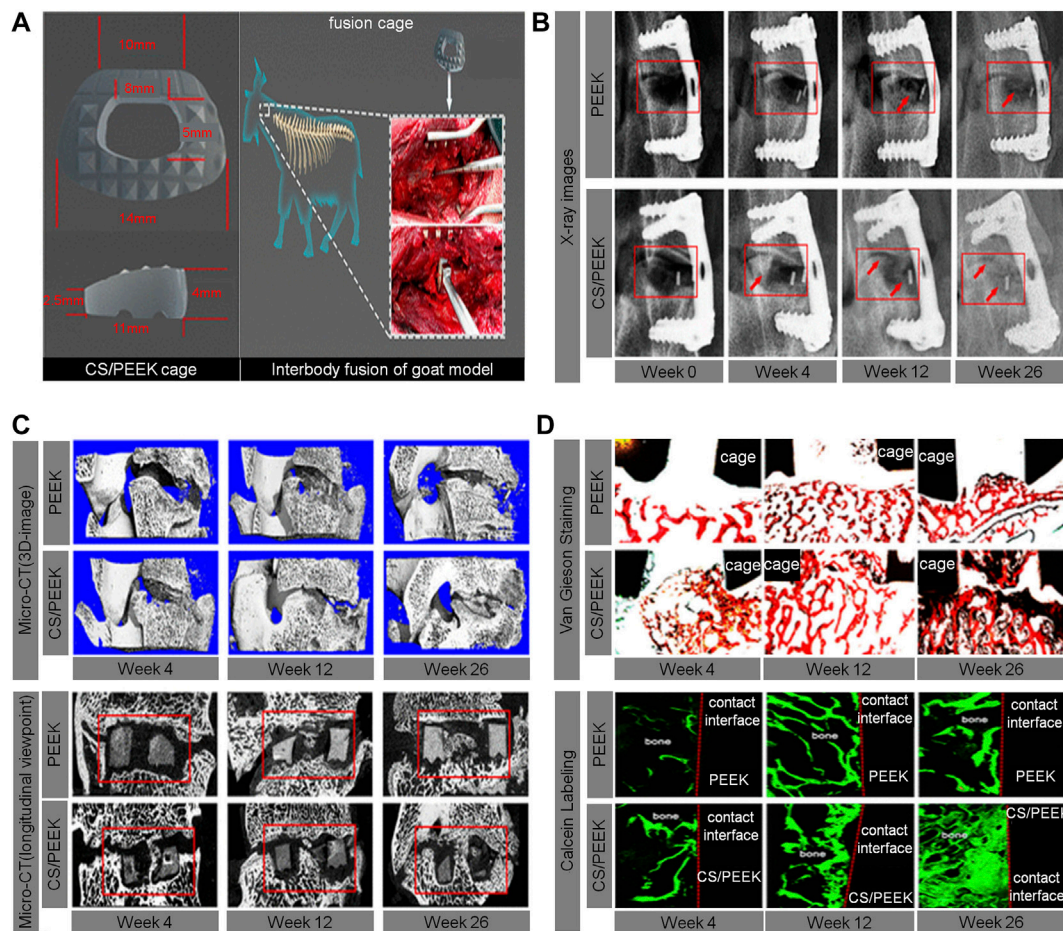 A
10mm
8mm
5mm
14mm
2.5mm
4mm
11mm
CS/PEEK cage
fusion cage
Interbody fusion of goat model
B
X-ray images
PEEK
CS/PEEK
Week 0
Week 4
Week 12
Week 26
C
Micro-CT(3D-image)
PEEK
CS/PEEK
Week 4
Week 12
Week 26
Micro-CT(longitudinal viewpoint)
PEEK
CS/PEEK
Week 4
Week 12
Week 26
D
Van Gieson Staining
PEEK
cage
cage
cage
CS/PEEK
cage
cage
cage
Week 4
Week 12
Week 26
Calcein Labeling
PEEK
contact
interface
bone
PEEK
contact
interface
bone
PEEK
contact
interface
bone
PEEK
CS/PEEK
bone
contact
interface
CS/PEEK
contact
interface
bone
CS/PEEK
CS/PEEK
bone
contact
interface
Week 4
Week 12
Week 26